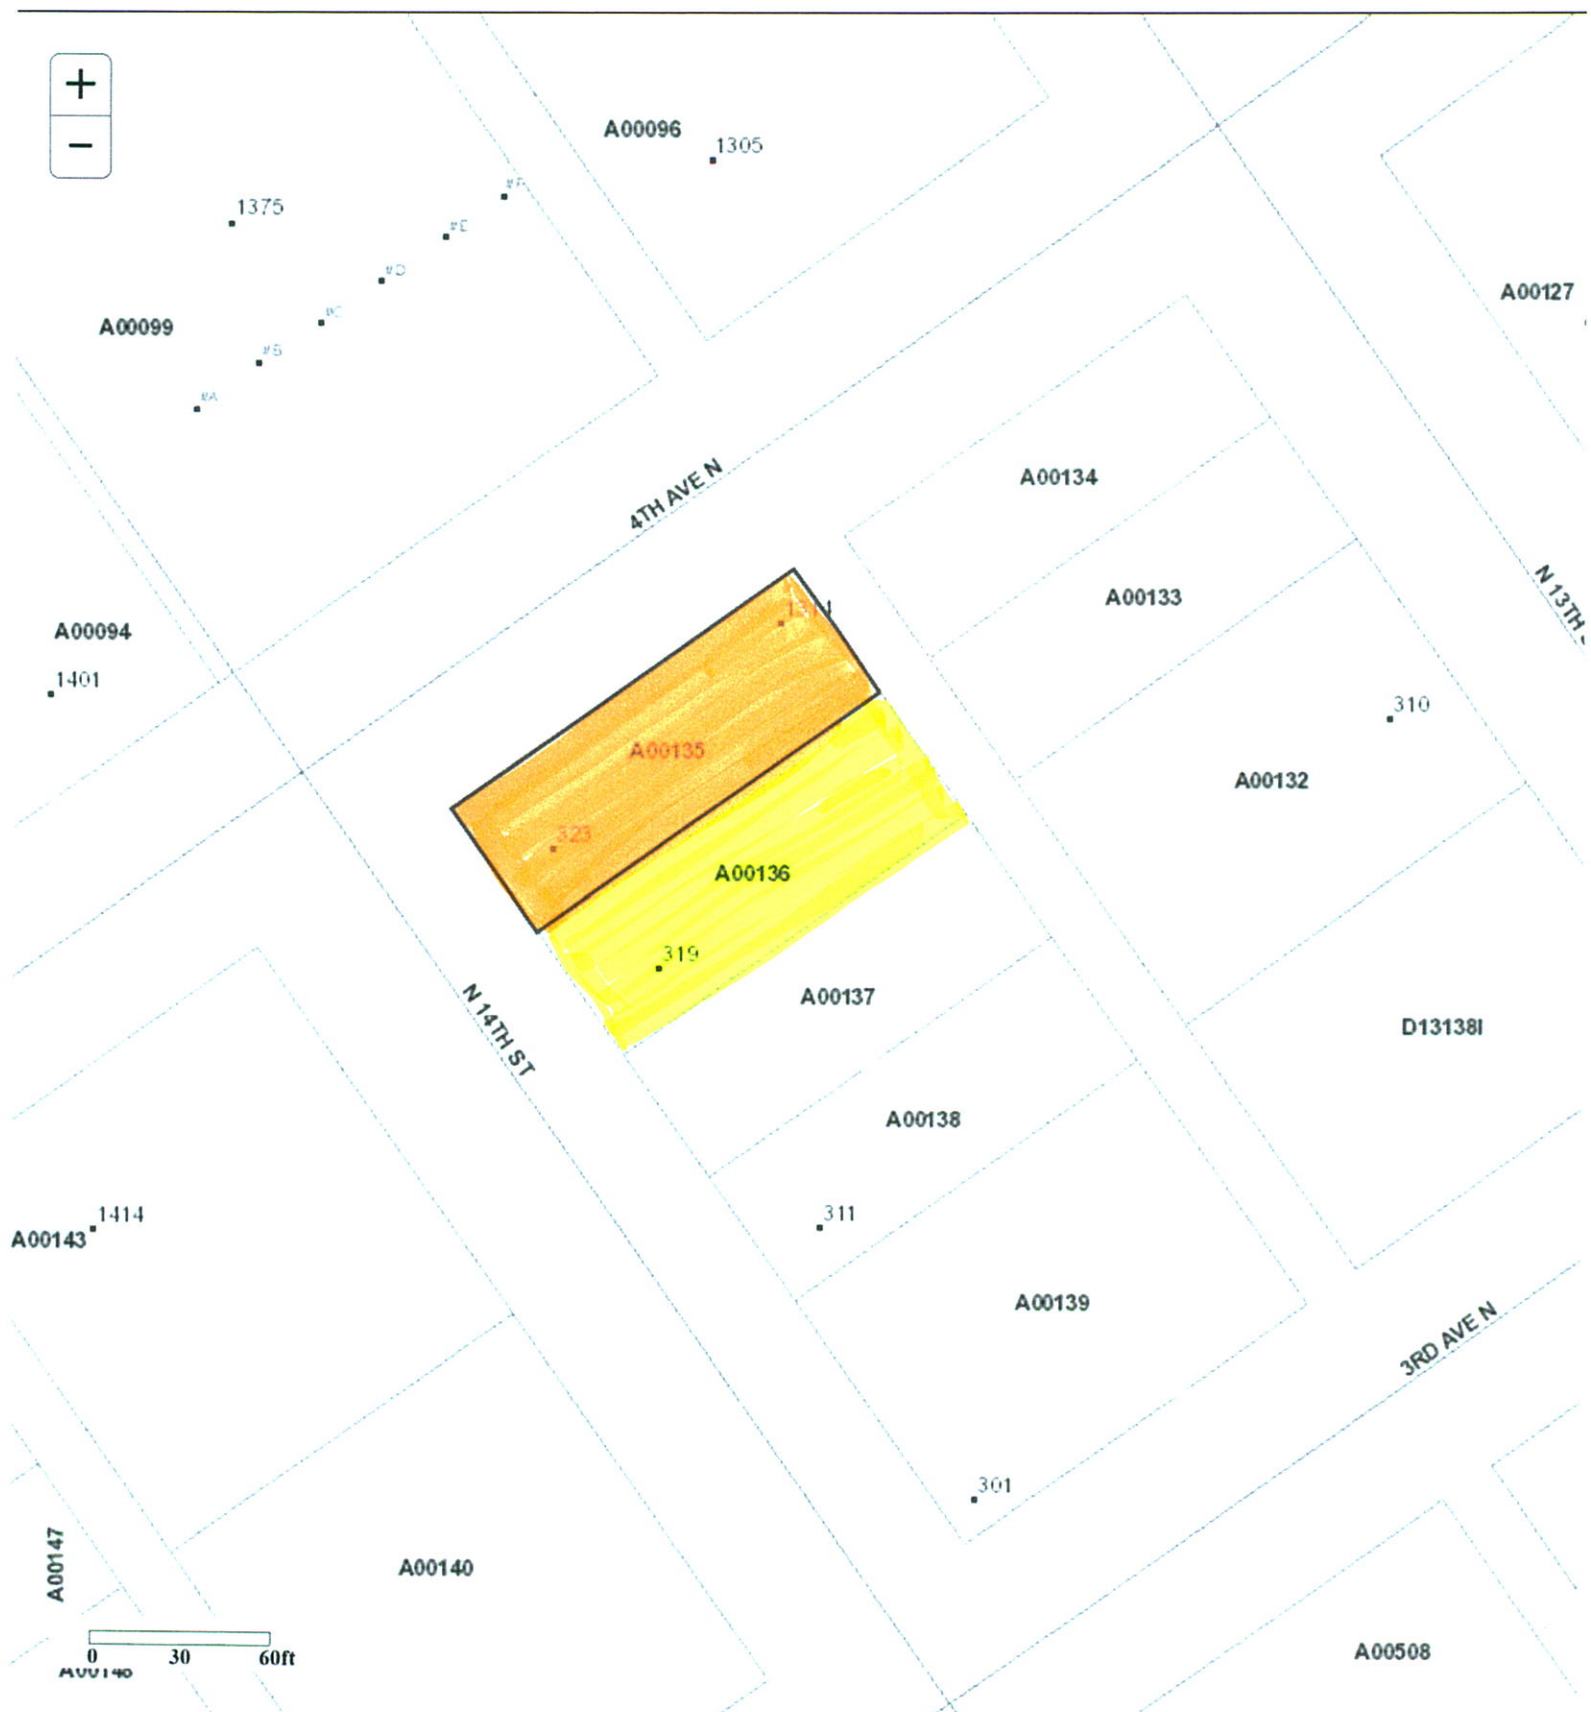 +
−
A00096
1305
1375
#E
#D
#B
#A
A00099
A00127
4TH AVE N
A00134
A00133
N 13TH
A00094
1401
310
A00135
323
A00132
A00136
319
A00137
N 14TH ST
D13138I
A00138
1414
A00143
311
A00139
3RD AVE N
301
A00147
A00140
0 30 60ft
A00508